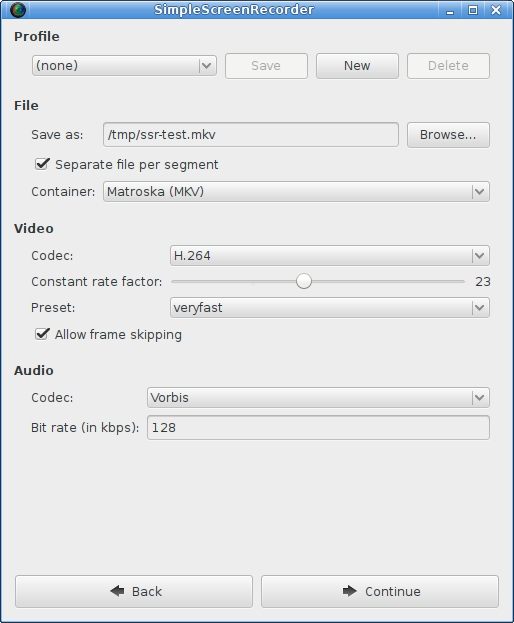 SimpleScreenRecorder
Profile
(none) Save New Delete
File
Save as: /tmp/ssr-test.mkv Browse...
Separate file per segment
Container: Matroska (MKV)
Video
Codec: H.264
Constant rate factor: 23
Preset: veryfast
Allow frame skipping
Audio
Codec: Vorbis
Bit rate (in kbps): 128
Back Continue